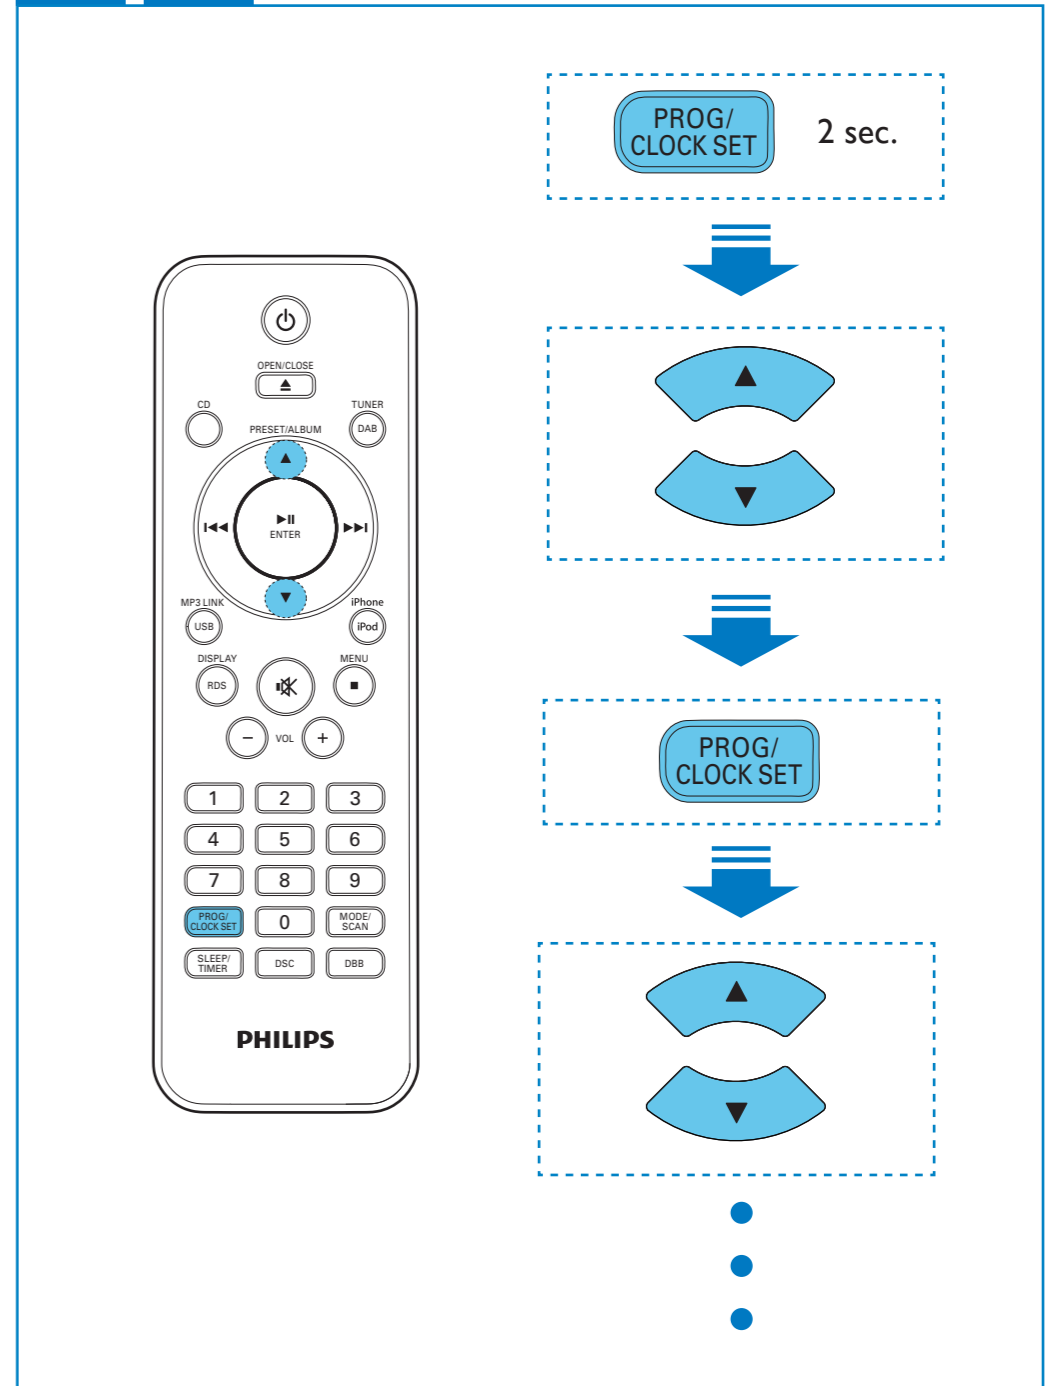 PROG/
CLOCK SET
2 sec.
OPEN/CLOSE
CD
TUNER
DAB
PRESET/ALBUM
ENTER
MP3 LINK
USB
iPhone
iPod
DISPLAY
RDS
MENU
VOL
PROG/
CLOCK SET
1 2 3
4 5 6
7 8 9
PROG/
CLOCK SET
0
MODE/
SCAN
SLEEP/
TIMER
DSC
DBB
PHILIPS